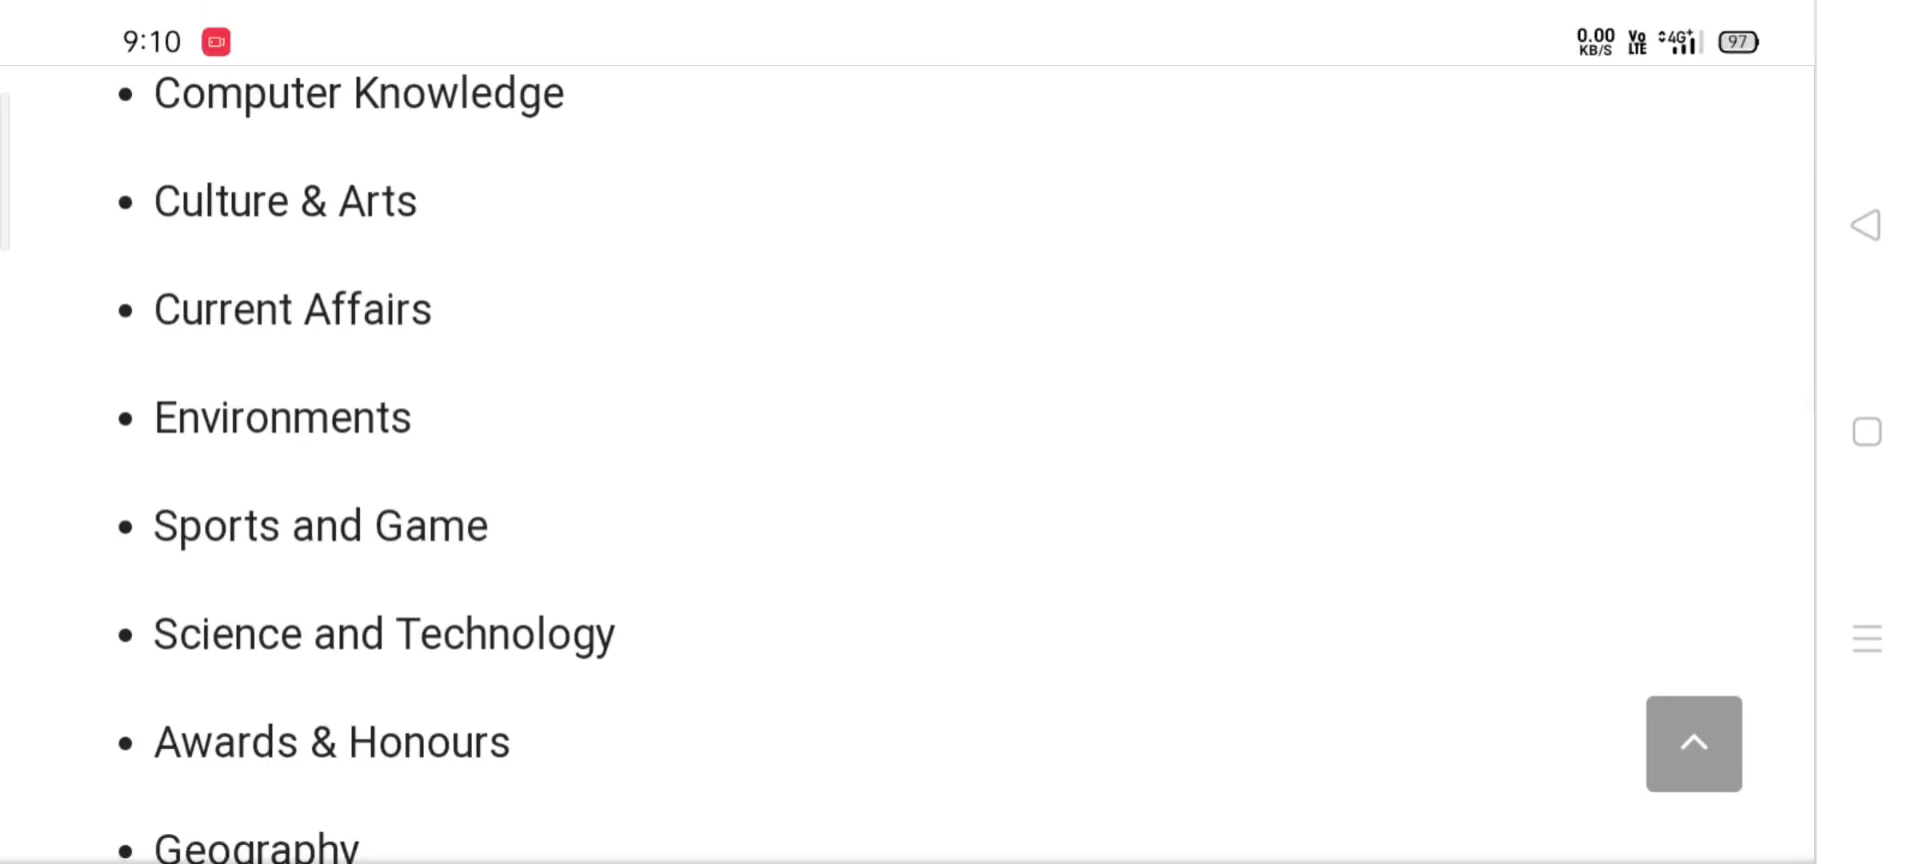 9:10
0.00 KB/S Vo LTE 4G+ 97
• Computer Knowledge
• Culture & Arts
• Current Affairs
• Environments
• Sports and Game
• Science and Technology
• Awards & Honours
• Geography